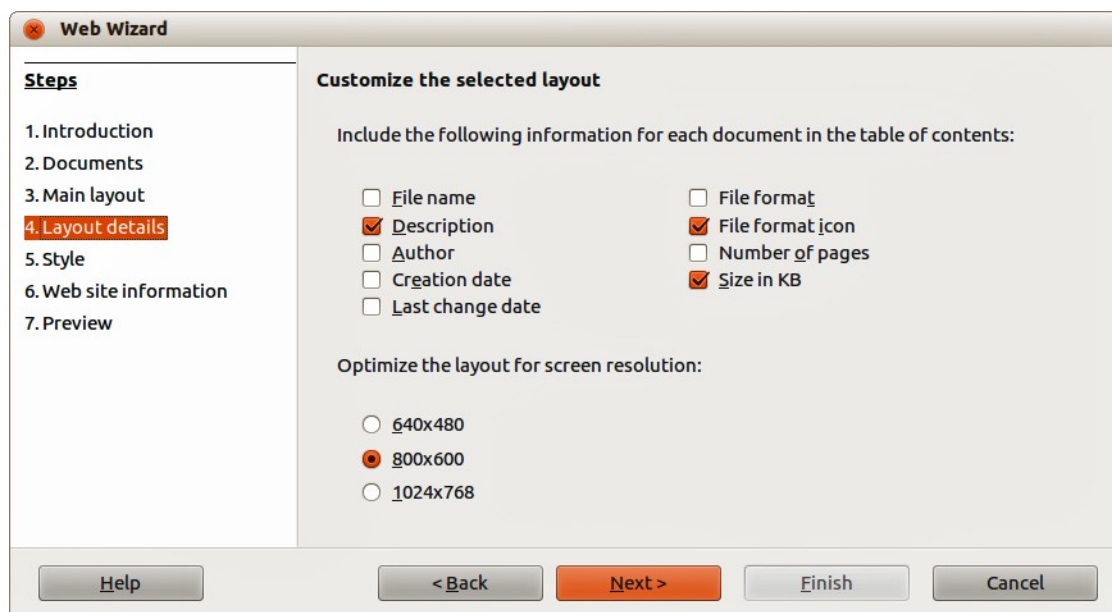 Web Wizard
Steps
1. Introduction
2. Documents
3. Main layout
4. Layout details
5. Style
6. Web site information
7. Preview
Customize the selected layout
Include the following information for each document in the table of contents:
File name
Description
Author
Creation date
Last change date
File format
File format icon
Number of pages
Size in KB
Optimize the layout for screen resolution:
640x480
800x600
1024x768
Help
< Back
Next >
Finish
Cancel